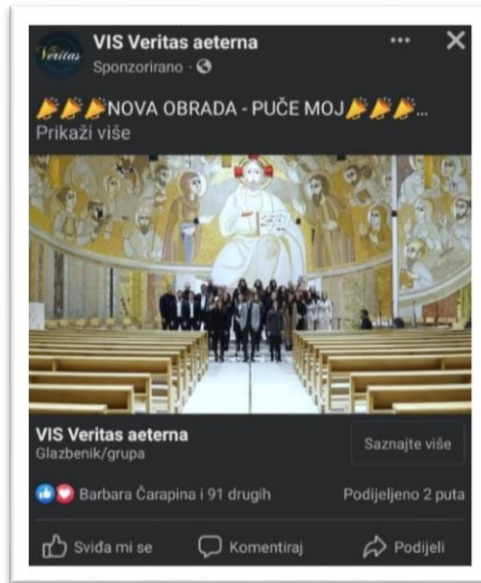 Veritas
VIS Veritas aeterna
Sponzorirano ·
NOVA OBRADA - PUČE MOJ...
Prikaži više
VIS Veritas aeterna
Glazbenik/grupa
Saznajte više
Barbara Čarapina i 91 drugih
Podijeljeno 2 puta
Sviđa mi se
Komentiraj
Podijeli